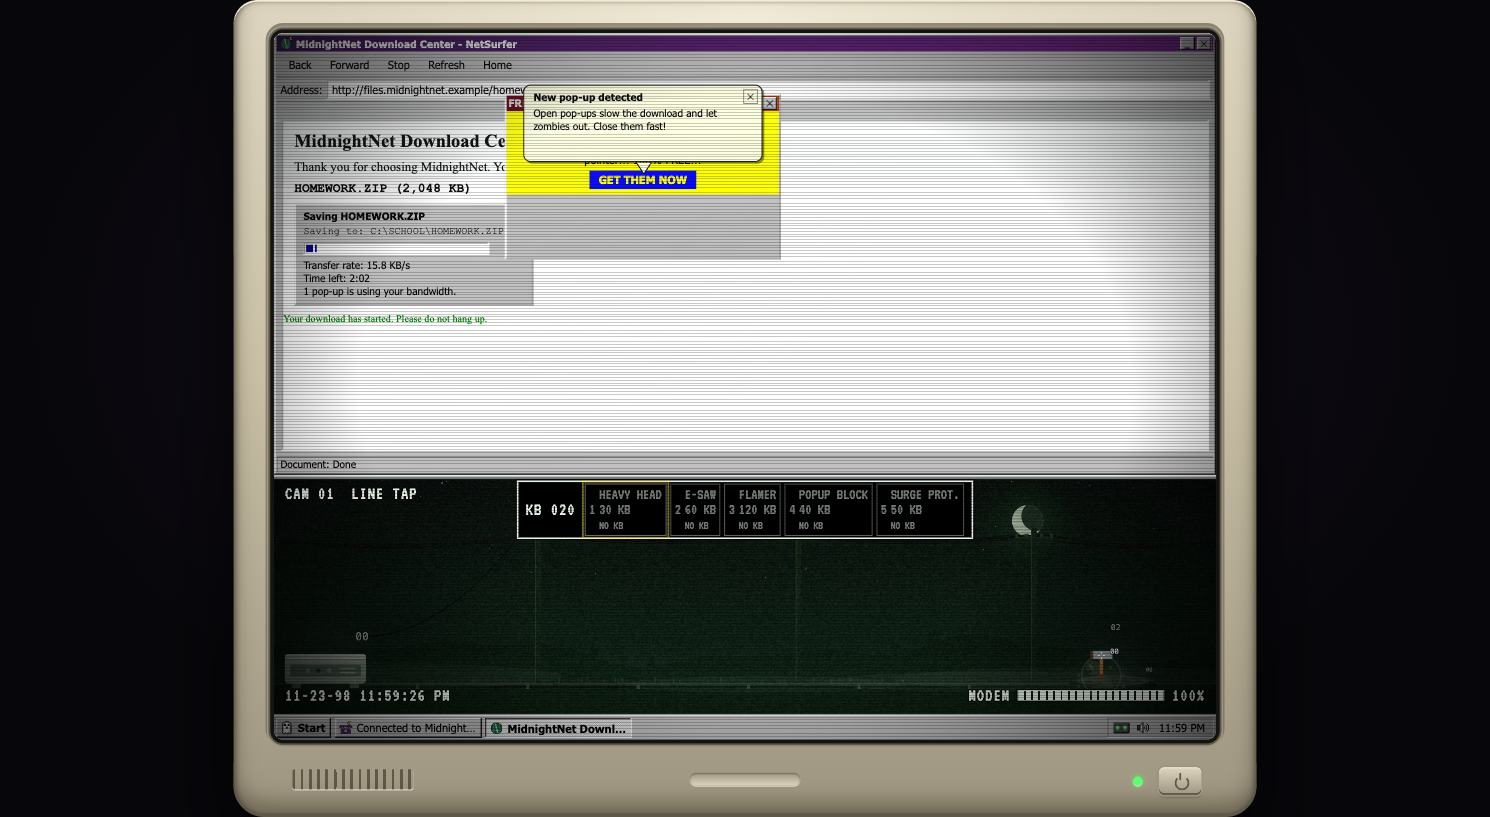 MidnightNet Download Center - NetSurfer
Back Forward Stop Refresh Home
Address: http://files.midnightnet.example/homew
FR
New pop-up detected
Open pop-ups slow the download and let
zombies out. Close them fast!
GET THEM NOW
MidnightNet Download Ce
Thank you for choosing MidnightNet. Yo
HOMEWORK.ZIP (2,048 KB)
Saving HOMEWORK.ZIP
Saving to: C:\SCHOOL\HOMEWORK.ZIP
Transfer rate: 15.8 KB/s
Time left: 2:02
1 pop-up is using your bandwidth.
Your download has started. Please do not hang up.
Document: Done
CAM 01 LINE TAP
KB 020
HEAVY HEAD
1 30 KB
NO KB
E-SAW
2 60 KB
NO KB
FLAMER
3 120 KB
NO KB
POPUP BLOCK
4 40 KB
NO KB
SURGE PROT.
5 50 KB
NO KB
00
02
00
11-23-98 11:59:26 PM
MODEM 100%
Start Connected to Midnight... MidnightNet Downl... 11:59 PM